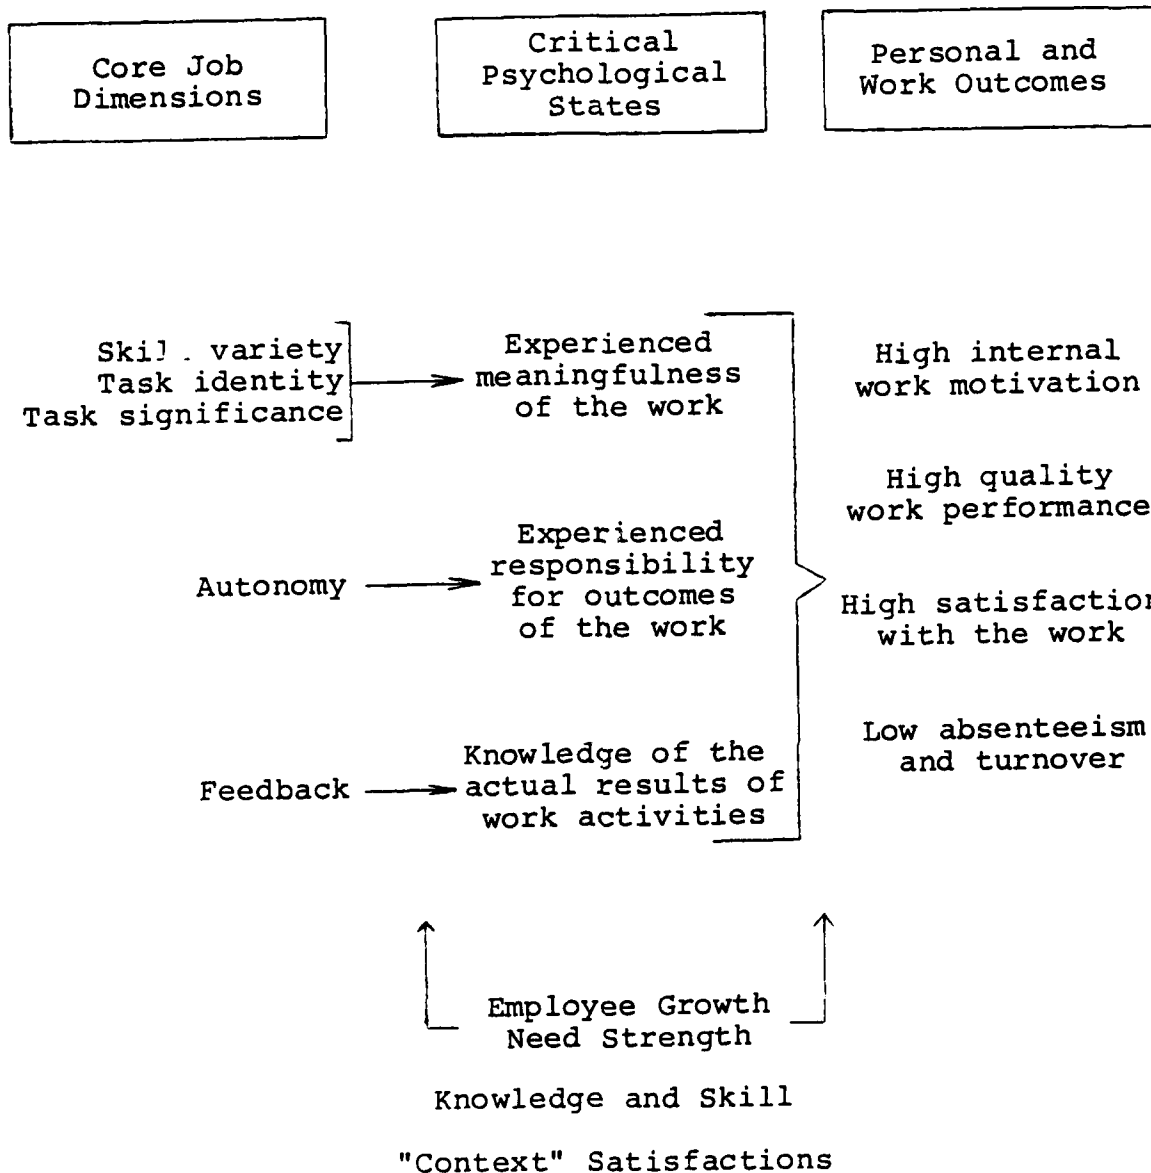 Core Job
Dimensions
Critical
Psychological
States
Personal and
Work Outcomes
Skil. variety
Task identity
Task significance
Experienced
meaningfulness
of the work
High internal
work motivation
High quality
work performance
Autonomy
Experienced
responsibility
for outcomes
of the work
High satisfaction
with the work
Feedback
Knowledge of the
actual results of
work activities
Low absenteeism
and turnover
Employee Growth
Need Strength
Knowledge and Skill
"Context" Satisfactions